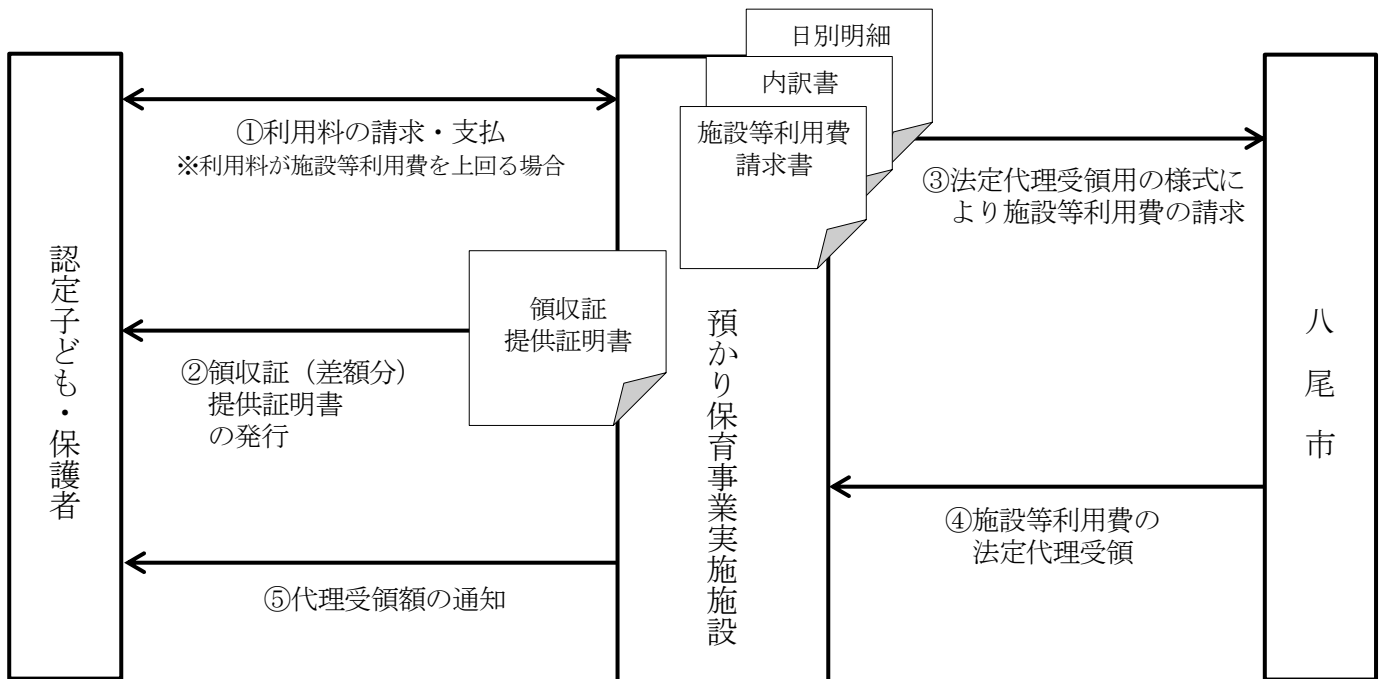 日別明細
内訳書
施設等利用費
請求書
①利用料の請求・支払
※利用料が施設等利用費を上回る場合
③法定代理受領用の様式に
より施設等利用費の請求
認定子ども・保護者
領収証
提供証明書
預かり保育事業実施施設
八尾市
②領収証（差額分）
提供証明書
の発行
④施設等利用費の
法定代理受領
⑤代理受領額の通知